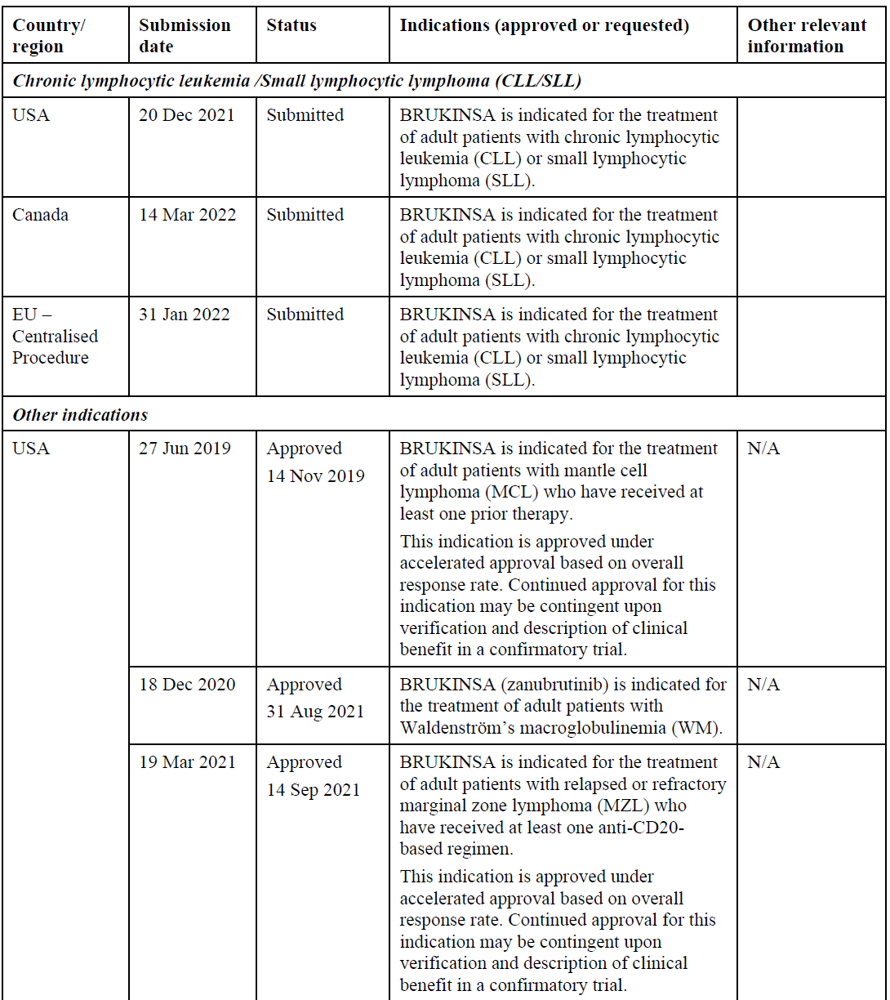 Country/ region
Submission date
Status
Indications (approved or requested)
Other relevant information
Chronic lymphocytic leukemia /Small lymphocytic lymphoma (CLL/SLL)
USA
20 Dec 2021
Submitted
BRUKINSA is indicated for the treatment
of adult patients with chronic lymphocytic
leukemia (CLL) or small lymphocytic
lymphoma (SLL).
Canada
14 Mar 2022
Submitted
BRUKINSA is indicated for the treatment
of adult patients with chronic lymphocytic
leukemia (CLL) or small lymphocytic
lymphoma (SLL).
EU –
Centralised
Procedure
31 Jan 2022
Submitted
BRUKINSA is indicated for the treatment
of adult patients with chronic lymphocytic
leukemia (CLL) or small lymphocytic
lymphoma (SLL).
Other indications
USA
27 Jun 2019
Approved
14 Nov 2019
BRUKINSA is indicated for the treatment
of adult patients with mantle cell
lymphoma (MCL) who have received at
least one prior therapy.
This indication is approved under
accelerated approval based on overall
response rate. Continued approval for this
indication may be contingent upon
verification and description of clinical
benefit in a confirmatory trial.
N/A
18 Dec 2020
Approved
31 Aug 2021
BRUKINSA (zanubrutinib) is indicated for
the treatment of adult patients with
Waldenström’s macroglobulinemia (WM).
N/A
19 Mar 2021
Approved
14 Sep 2021
BRUKINSA is indicated for the treatment
of adult patients with relapsed or refractory
marginal zone lymphoma (MZL) who
have received at least one anti-CD20-
based regimen.
This indication is approved under
accelerated approval based on overall
response rate. Continued approval for this
indication may be contingent upon
verification and description of clinical
benefit in a confirmatory trial.
N/A